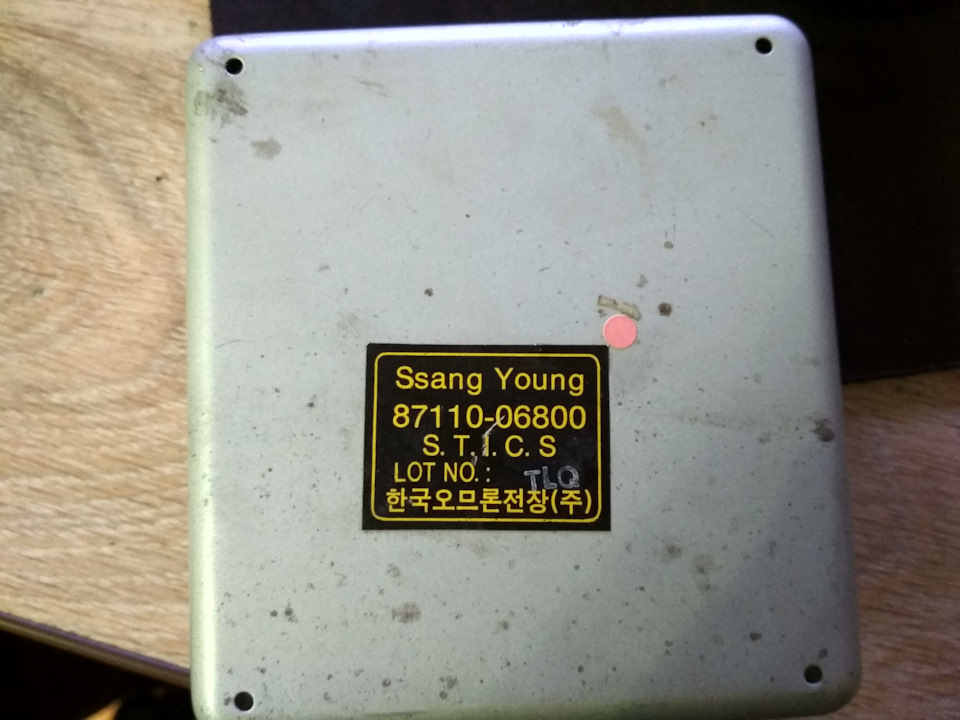 Ssang Young
87110-06800
S. T. I. C. S
LOT NO. : TLQ
한국오므론전장(주)